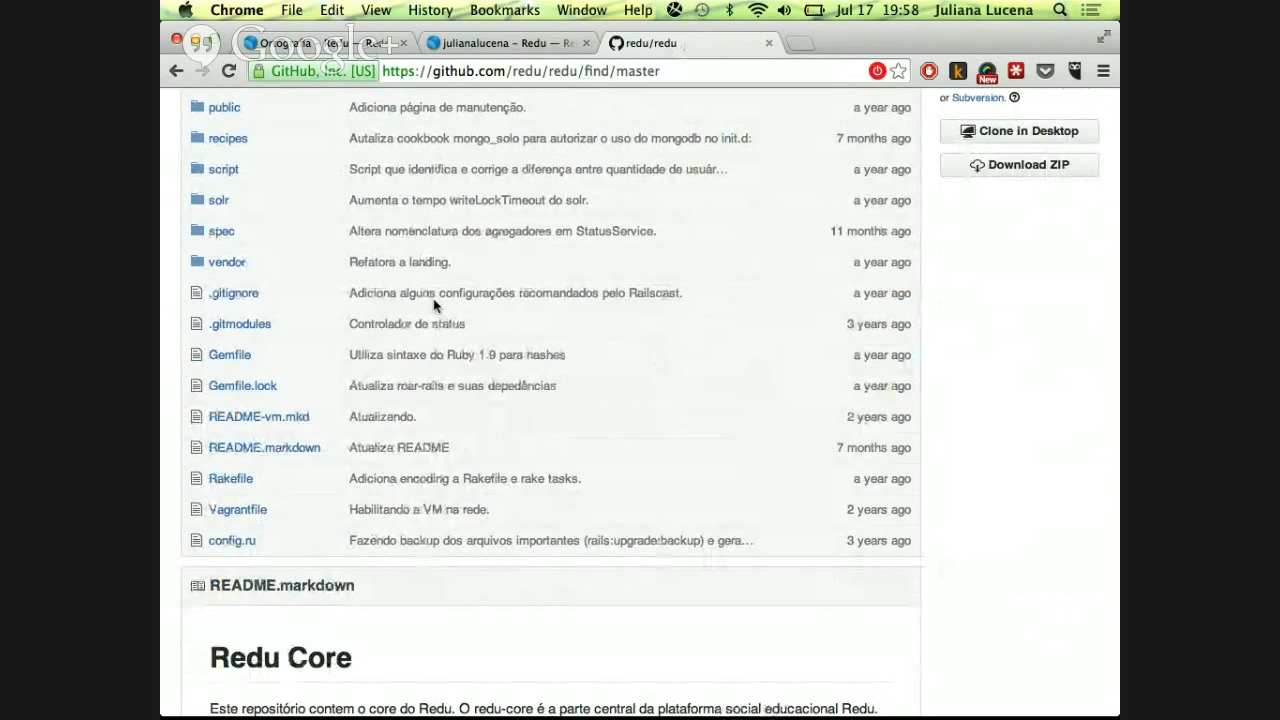 Chrome File Edit View History Bookmarks Window Help Jul 17 19:58 Juliana Lucena
Google+
Ortografia - Redu — Red × julianalucena – Redu — Re × redu/redu ×
GitHub, Inc. [US] https://github.com/redu/redu/find/master k New
or Subversion.
public Adiciona página de manutenção. a year ago
Clone in Desktop
recipes Autaliza cookbook mongo_solo para autorizar o uso do mongodb no init.d: 7 months ago
Download ZIP
script Script que identifica e corrige a diferença entre quantidade de usuár… a year ago
solr Aumenta o tempo writeLockTimeout do solr. a year ago
spec Altera nomenclatura dos agregadores em StatusService. 11 months ago
vendor Refatora a landing. a year ago
.gitignore Adiciona alguns configurações recomandados pelo Railscast. a year ago
.gitmodules Controlador de status 3 years ago
Gemfile Utiliza sintaxe do Ruby 1.9 para hashes a year ago
Gemfile.lock Atualiza roar-rails e suas depedências a year ago
README-vm.mkd Atualizando. 2 years ago
README.markdown Atualiza README 7 months ago
Rakefile Adiciona encoding a Rakefile e rake tasks. a year ago
Vagrantfile Habilitando a VM na rede. 2 years ago
config.ru Fazendo backup dos arquivos importantes (rails:upgrade:backup) e gera… 3 years ago
README.markdown
Redu Core
Este repositório contem o core do Redu. O redu-core é a parte central da plataforma social educacional Redu.